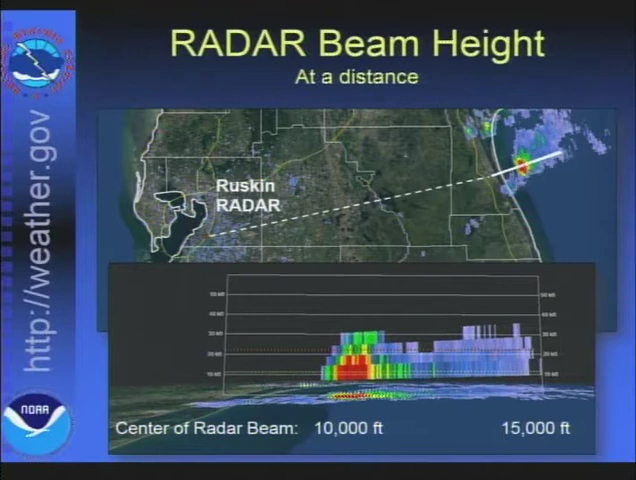 RADAR Beam Height
At a distance
http://weather.gov
Ruskin
RADAR
NOAA
Center of Radar Beam: 10,000 ft 15,000 ft